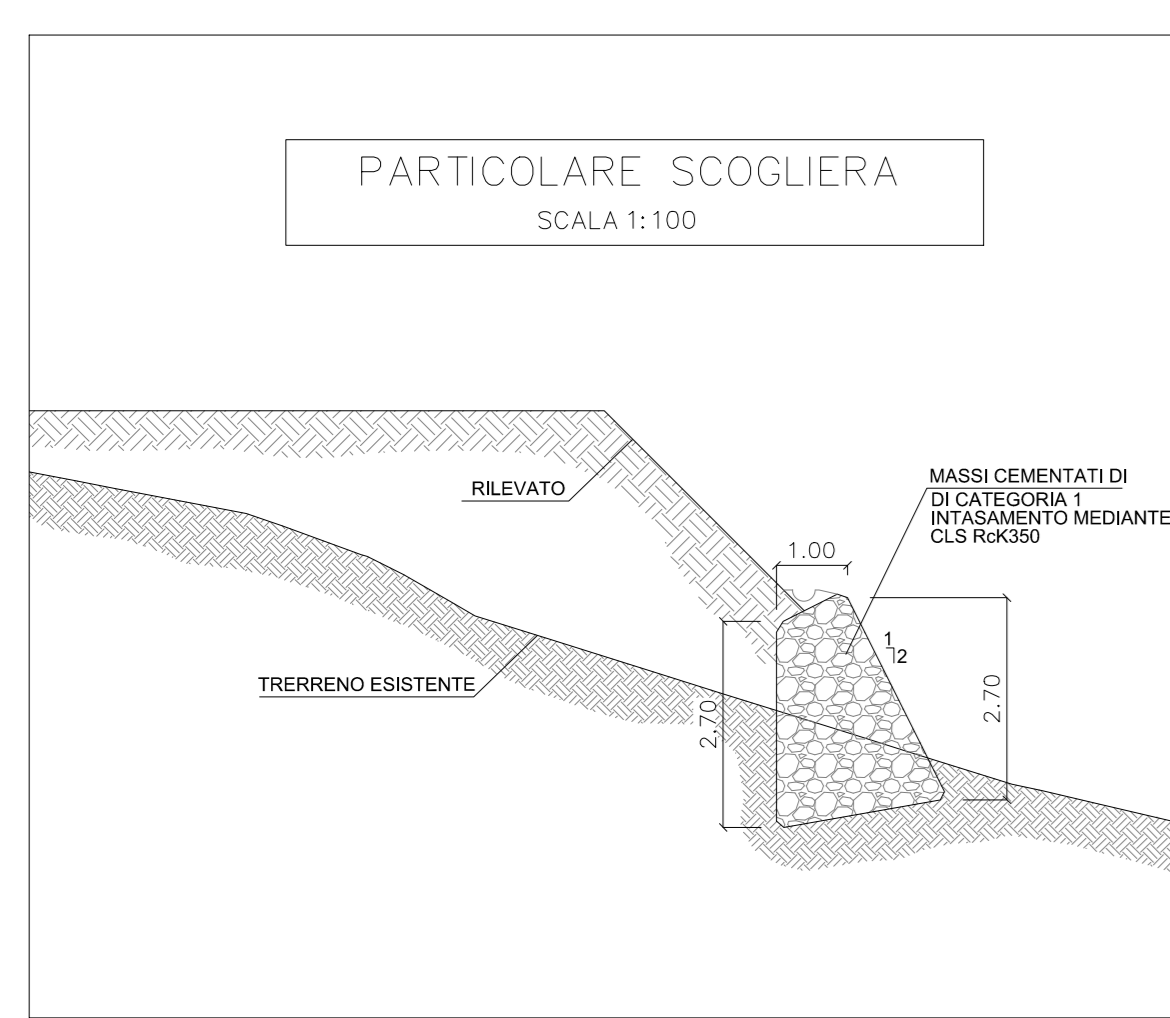 PARTICOLARE SCOGLIERA
SCALA 1:100
RILEVATO
MASSI CEMENTATI DI
DI CATEGORIA 1
INTASAMENTO MEDIANTE
CLS RcK350
1.00
1
2
TRERRENO ESISTENTE
2,70
2.70